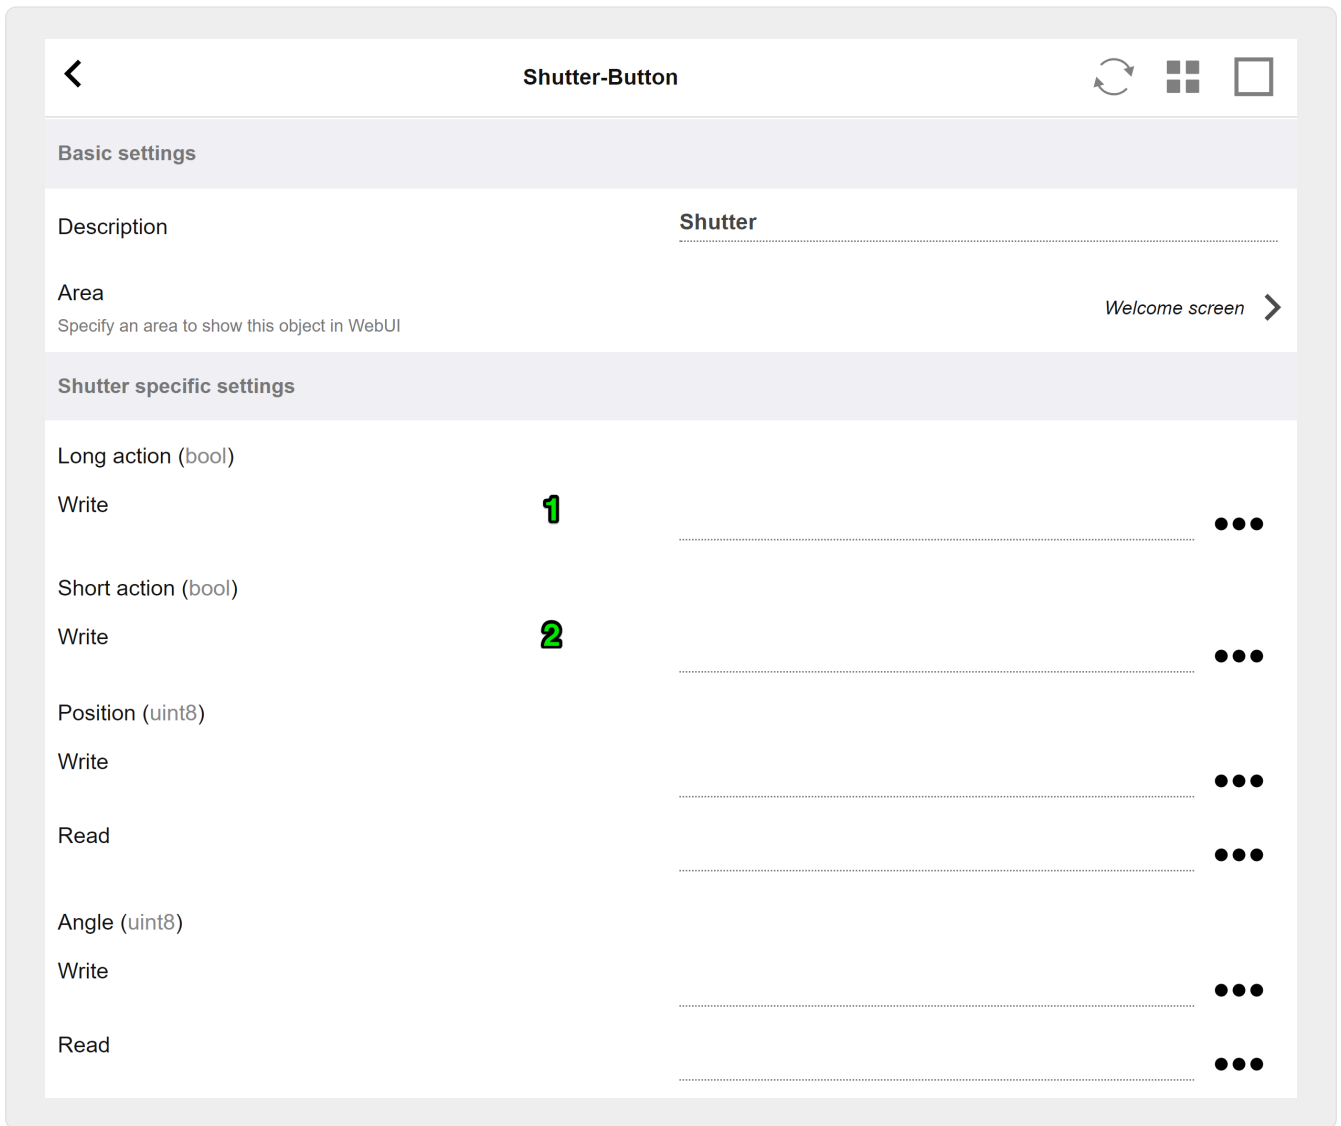 Shutter-Button
Basic settings
Description
Shutter
Area
Specify an area to show this object in WebUI
Welcome screen
Shutter specific settings
Long action (bool)
Write
1
Short action (bool)
Write
2
Position (uint8)
Write
Read
Angle (uint8)
Write
Read